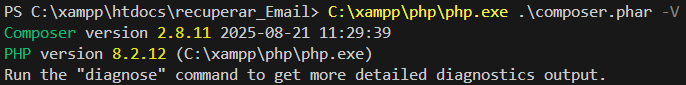 PS C:\xampp\htdocs\recuperar_Email> C:\xampp\php\php.exe .\composer.phar -V
Composer version 2.8.11 2025-08-21 11:29:39
PHP version 8.2.12 (C:\xampp\php\php.exe)
Run the "diagnose" command to get more detailed diagnostics output.